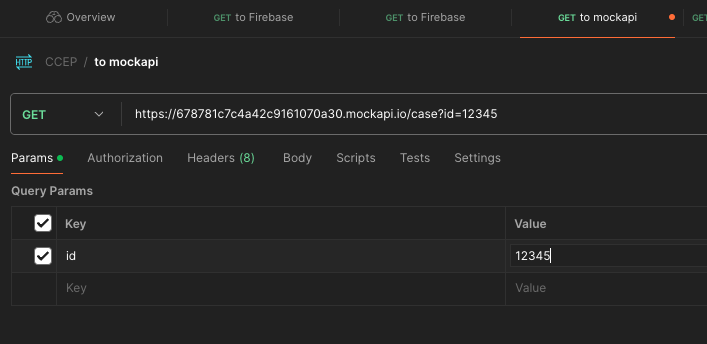 Overview GET to Firebase GET to Firebase GET to mockapi GET
HTTP CCEP / to mockapi
GET https://678781c7c4a42c9161070a30.mockapi.io/case?id=12345
Params Authorization Headers (8) Body Scripts Tests Settings
Query Params
Key Value
id 12345
Key Value